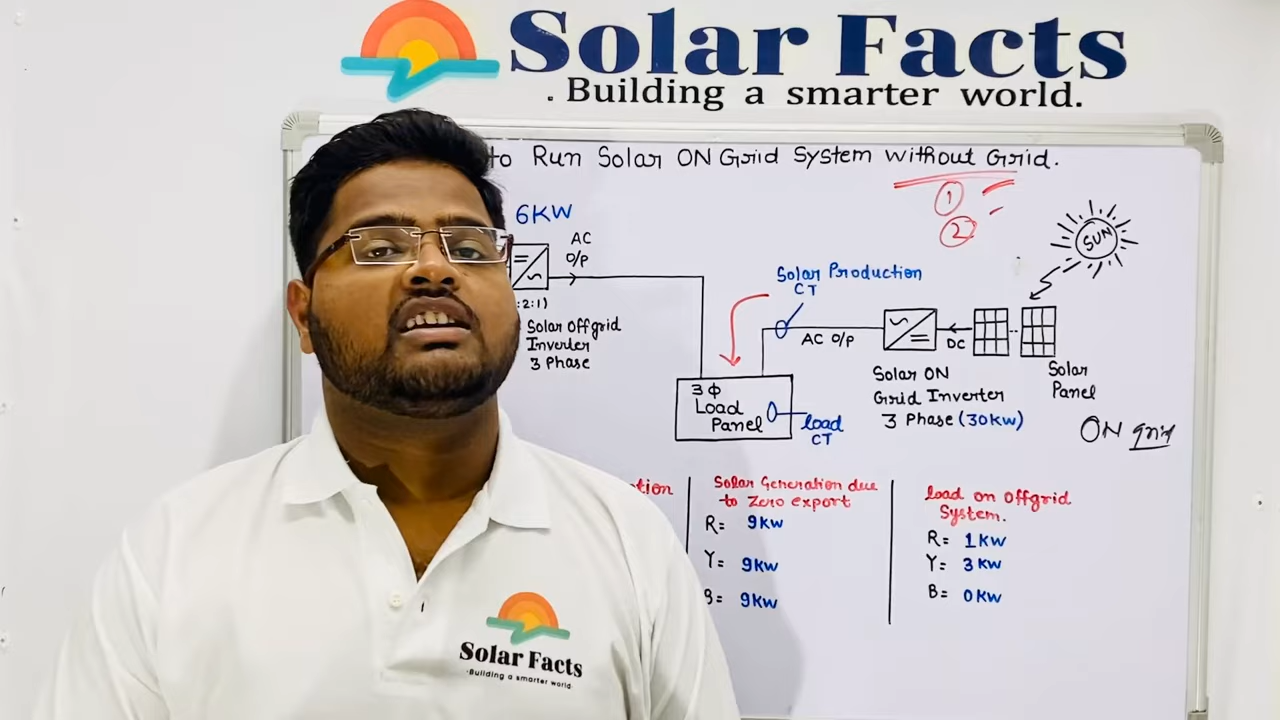 Solar Facts
. Building a smarter world.
to Run Solar ON Grid System without Grid.
1
2
6KW
AC
O/P
:2:1)
Solar Offgrid
Inverter
3 Phase
Solar Production
CT
SUN
AC O/P
DC
Solar ON
Grid Inverter
3 Phase (30KW)
Solar
Panel
3 Φ
Load
Panel
load
CT
ON grid
tion
Solar Generation due
to Zero export
R= 9KW
Y= 9KW
B= 9KW
load on offgrid
System.
R= 1KW
Y= 3KW
B= 0KW
Solar Facts
·Building a smarter world